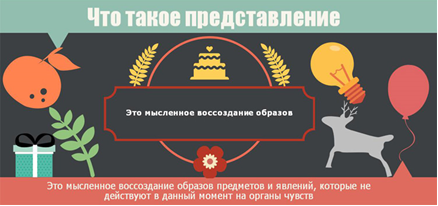 Что такое представление
Это мысленное воссоздание образов
Это мысленное воссоздание образов предметов и явлений, которые не
действуют в данный момент на органы чувств